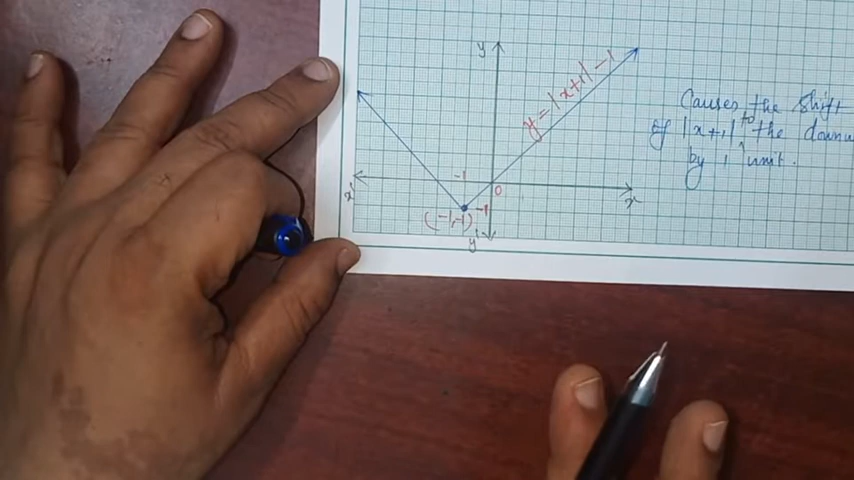 y
y = |x+1| - 1
Causes the shift
of |x+1| to the
by 1 unit.
-1
x'
0
x
(-1,-1)
-1
y'